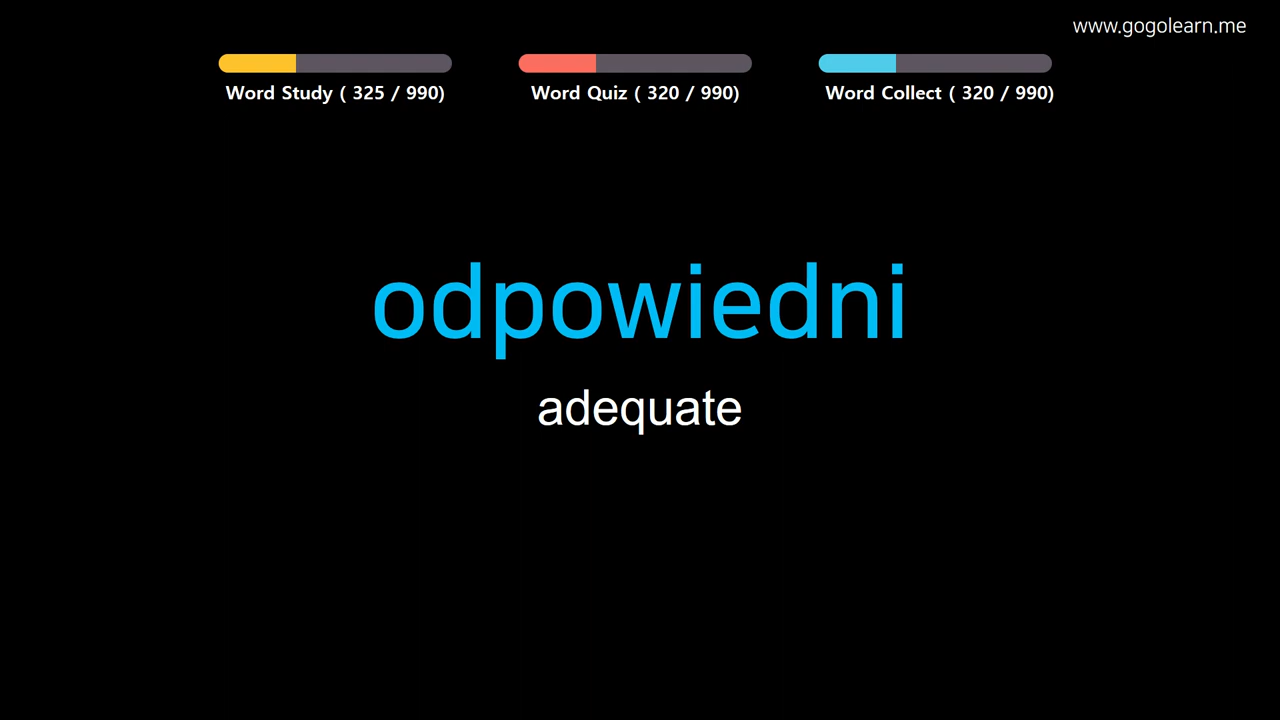 www.gogolearn.me
Word Study ( 325 / 990)
Word Quiz ( 320 / 990)
Word Collect ( 320 / 990)
odpowiedni
adequate